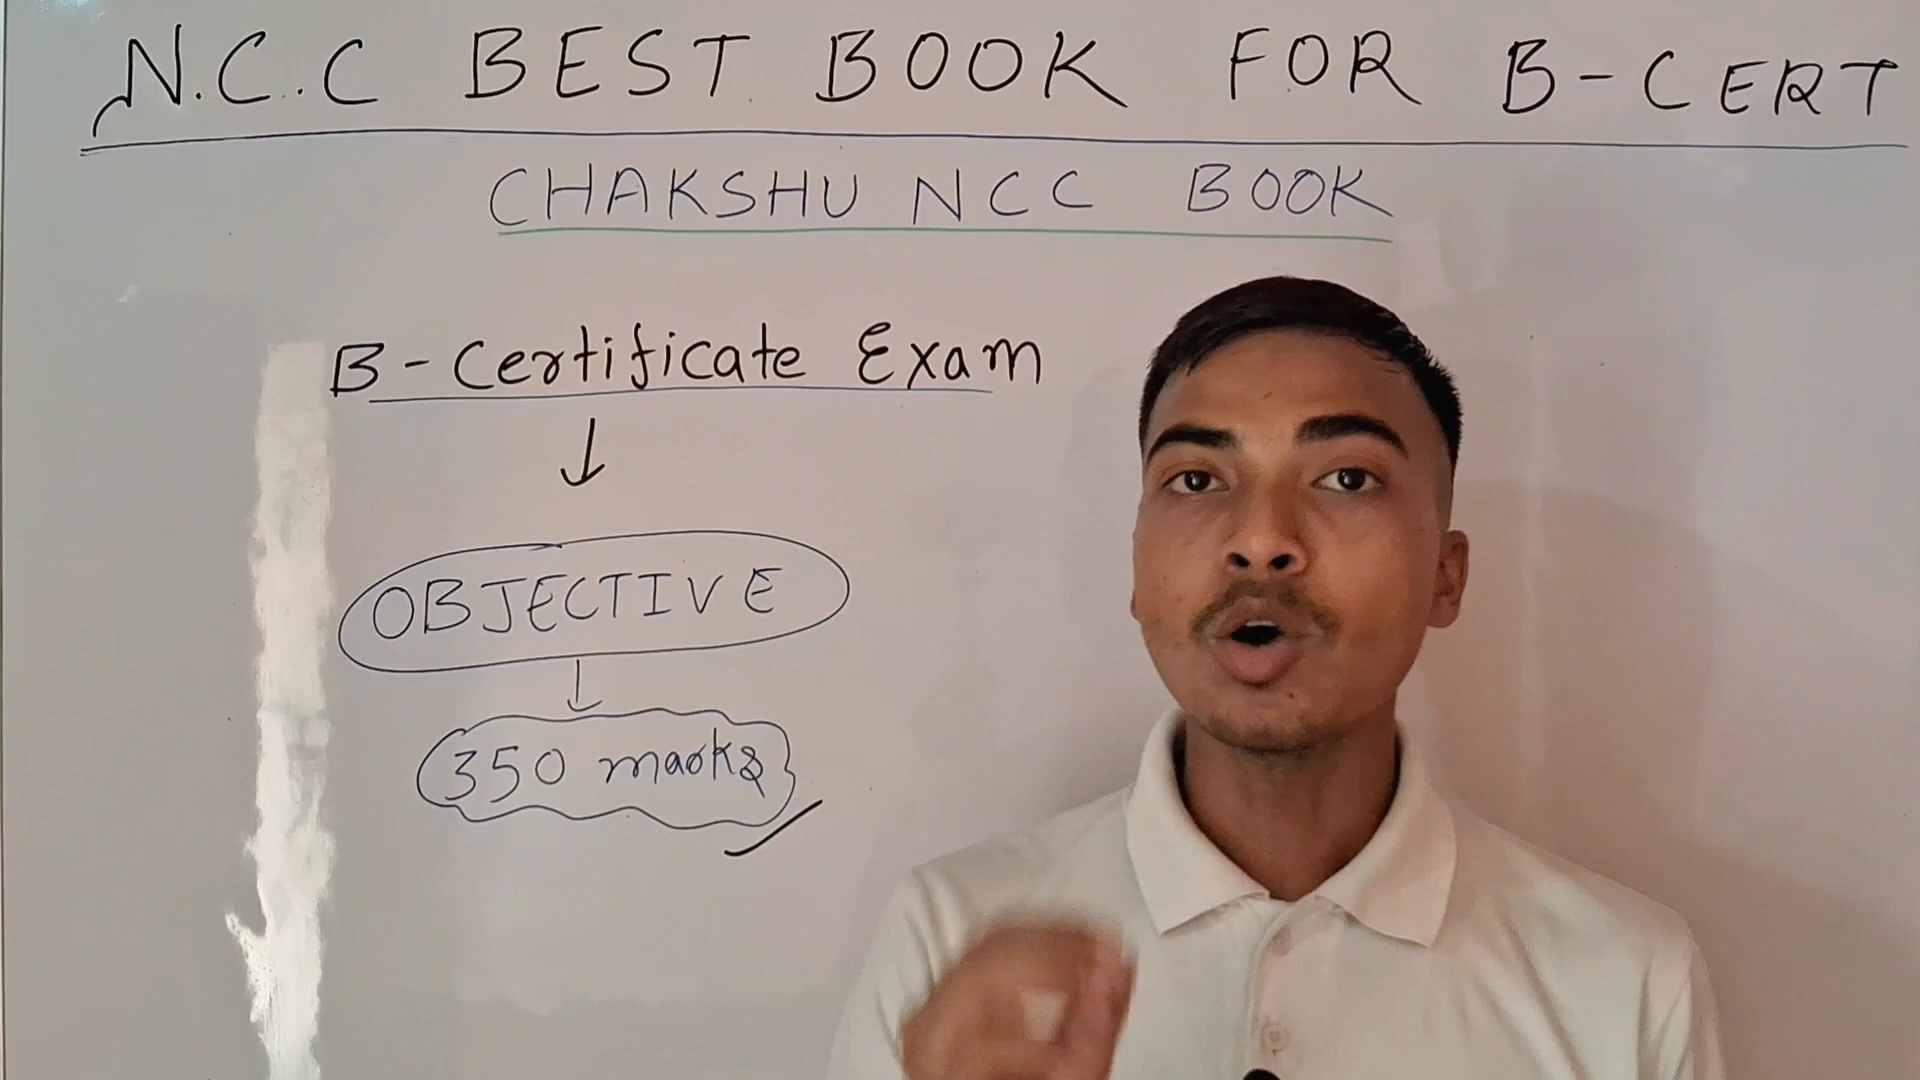 N.C.C BEST BOOK FOR B-CERT
CHAKSHU NCC BOOK
B-Certificate Exam
OBJECTIVE
350 marks